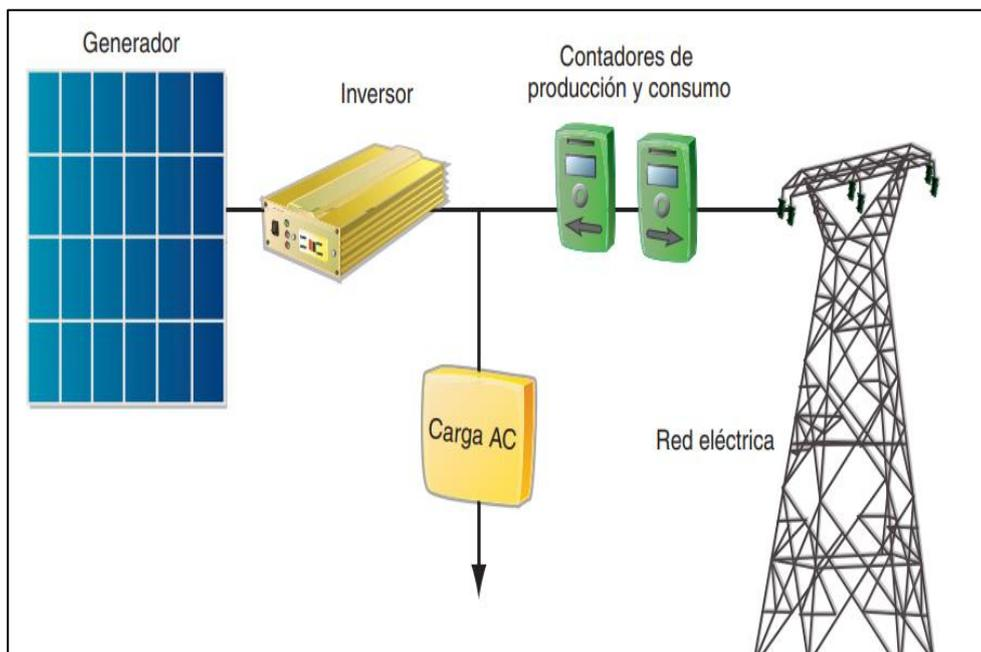 Generador
Inversor
Contadores de
producción y consumo
Carga AC
Red eléctrica